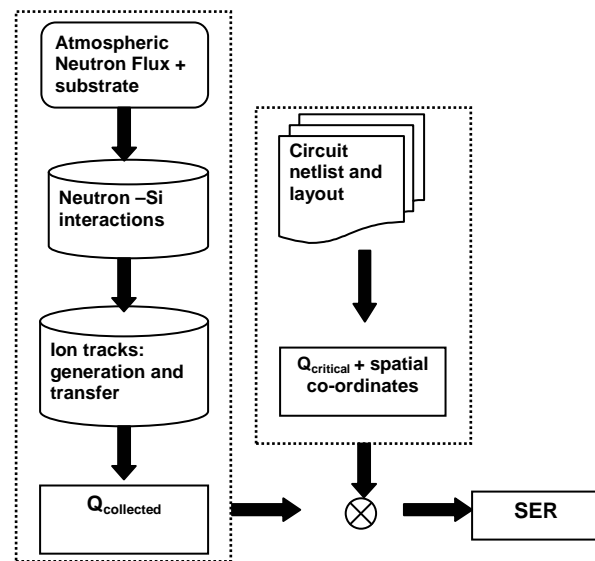 Atmospheric
Neutron Flux +
substrate
Neutron –Si
interactions
Ion tracks:
generation and
transfer
Qcollected
Circuit
netlist and
layout
Qcritical + spatial
co-ordinates
SER